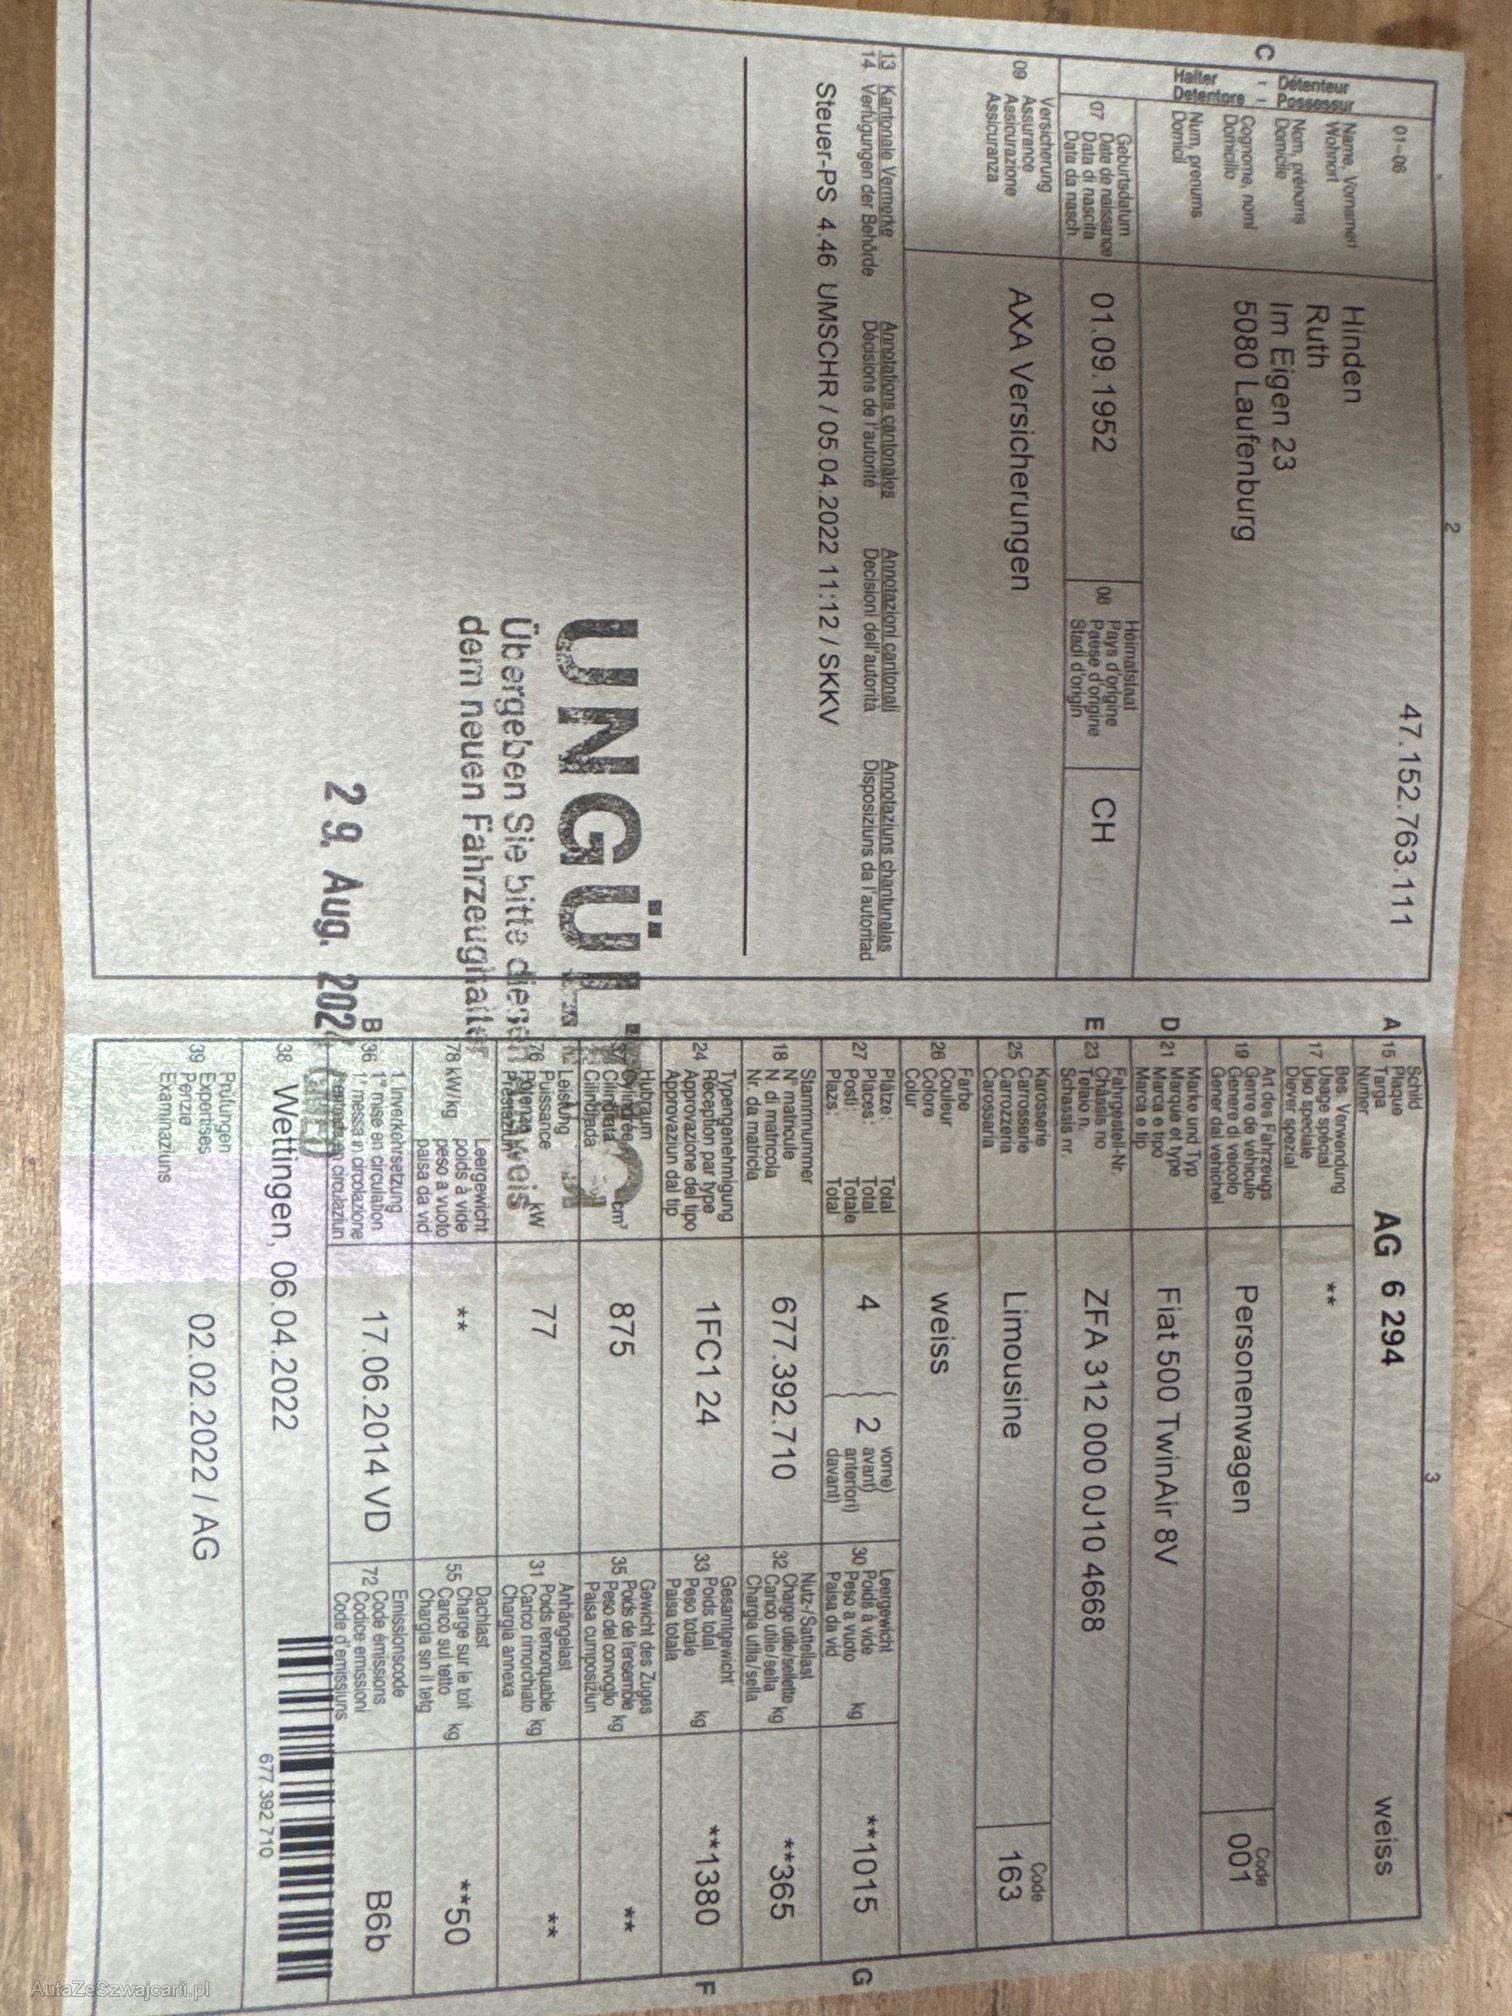 2
C
Détenteur
Halter -
Possessur
Detentore -
01-06
Name, Vornamen
Wohnort
Nom, prénoms
Domicile
Cognome, nomi
Domicilio
Num, prenums
Domicil
47.152.763.111
Hinden
Ruth
Im Eigen 23
5080 Laufenburg
07
Geburtsdatum
Date de naissance
Data di nascita
Data da nasch.
01.09.1952
08
Heimatstaat
Pays d'origine
Paese d'origine
Stadi d'origin
CH
09
Versicherung
Assurance
Assicurazione
Assicuranza
AXA Versicherungen
13 Kantonale Vermerke Annotations cantonales Annotazioni cantonali Annotaziuns chantunalas
14. Verfügungen der Behörde Décisions de l'autorité Decisioni dell'autorità Disposiziuns da l'autoritad
Steuer-PS 4.46 UMSCHR / 05.04.2022 11:12 / SKKV
UNGÜLTIG
Übergeben Sie bitte diesen
dem neuen Fahrzeughalter
29. Aug. 202
3
A 15
Schild
Plaque
Targa
Numer
AG 6 294 weiss
17
Bes. Verwendung
Usage spécial
Uso speciale
Diever spezial
**
19
Art des Fahrzeugs
Genre de véhicule
Genere di veicolo
Gener dal vehichel
Personenwagen
Code
001
D 21
Marke und Typ
Marque et type
Marca e tipo
Marca e tip
Fiat 500 TwinAir 8V
E 23
Fahrgestell-Nr.
Châssis no
Telaio n.
Schassis nr.
ZFA 312 000 0J10 4668
25
Karosserie
Carrosserie
Carrozzeria
Carossaria
Limousine
Code
163
26
Farbe
Couleur
Colore
Colur
weiss
27
Plätze: Total
Places: Total
Posti: Totale
Plazs: Total
4
2
vorne)
avant)
anteriori)
davant)
30
Leergewicht
Poids à vide
Peso a vuoto
Paisa da vid
kg
**1015
G
18
Stammnummer
N° matricule
N. di matricola
Nr. da matricla
677.392.710
32
Nutz-/Sattellast
Charge utile/sellette
Carico utile/sella
Chargia utila/sella
kg
**365
24
Typengenehmigung
Réception par type
Approvazione del tipo
Approvaziun dal tip
1FC1 24
33
Gesamtgewicht
Poids total
Peso totale
Paisa totala
kg
**1380
F
37
Hubraum
Cylindrée
Cilindrata
Cilindrada
cm³
875
35
Gewicht des Zuges
Poids de l'ensemble
Peso del convoglio
Paisa cumposiziun
kg
**
76
Leistung
Puissance
Potenza
Prestaziun
kW
77
31
Anhängelast
Poids remorquable
Carico rimorchiato
Chargia annexa
kg
**
78 kW/kg
Leergewicht
poids à vide
peso a vuoto
paisa da vid
**
55
Dachlast
Charge sur le toit
Carico sul tetto
Chargia sin il tetg
kg
**50
B 36
1. Inverkehrsetzung
1re mise en circulation
1a messa in circolazione
circulaziun
17.06.2014 VD
72
Emissionscode
Code émissions
Codice emissioni
Code d'emissiuns
B6b
38
Wettingen, 06.04.2022
677.392 710
39
Prüfungen
Expertises
Perizie
Examinaziuns
02.02.2022 / AG
AutaZeSzwajcarii.pl